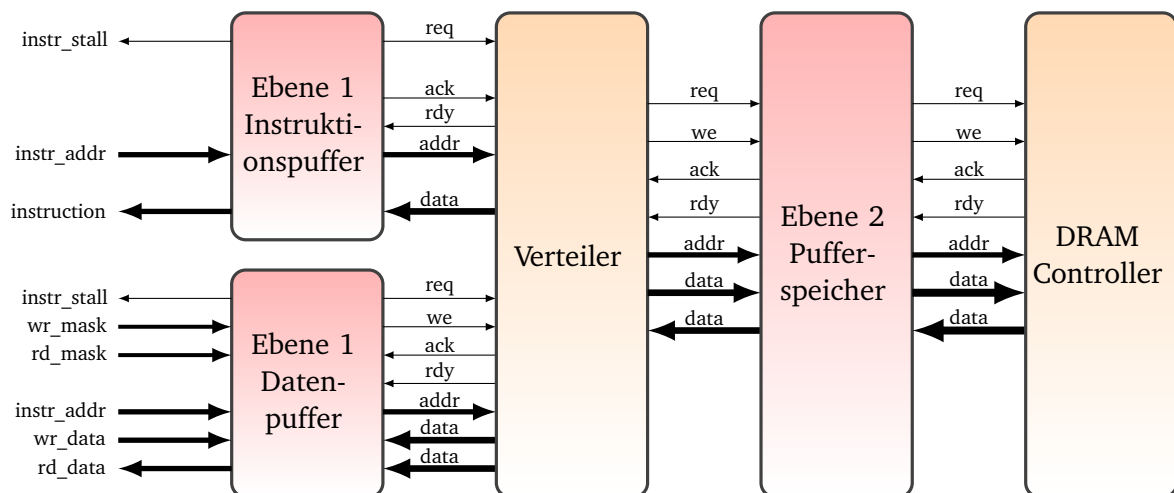 instr_stall
instr_addr
instruction
Ebene 1
Instrukti-
onspuffer
req
ack
rdy
addr
data
instr_stall
wr_mask
rd_mask
instr_addr
wr_data
rd_data
Ebene 1
Daten-
puffer
req
we
ack
rdy
addr
data
data
Verteiler
req
we
ack
rdy
addr
data
data
Ebene 2
Puffer-
speicher
req
we
ack
rdy
addr
data
data
DRAM
Controller